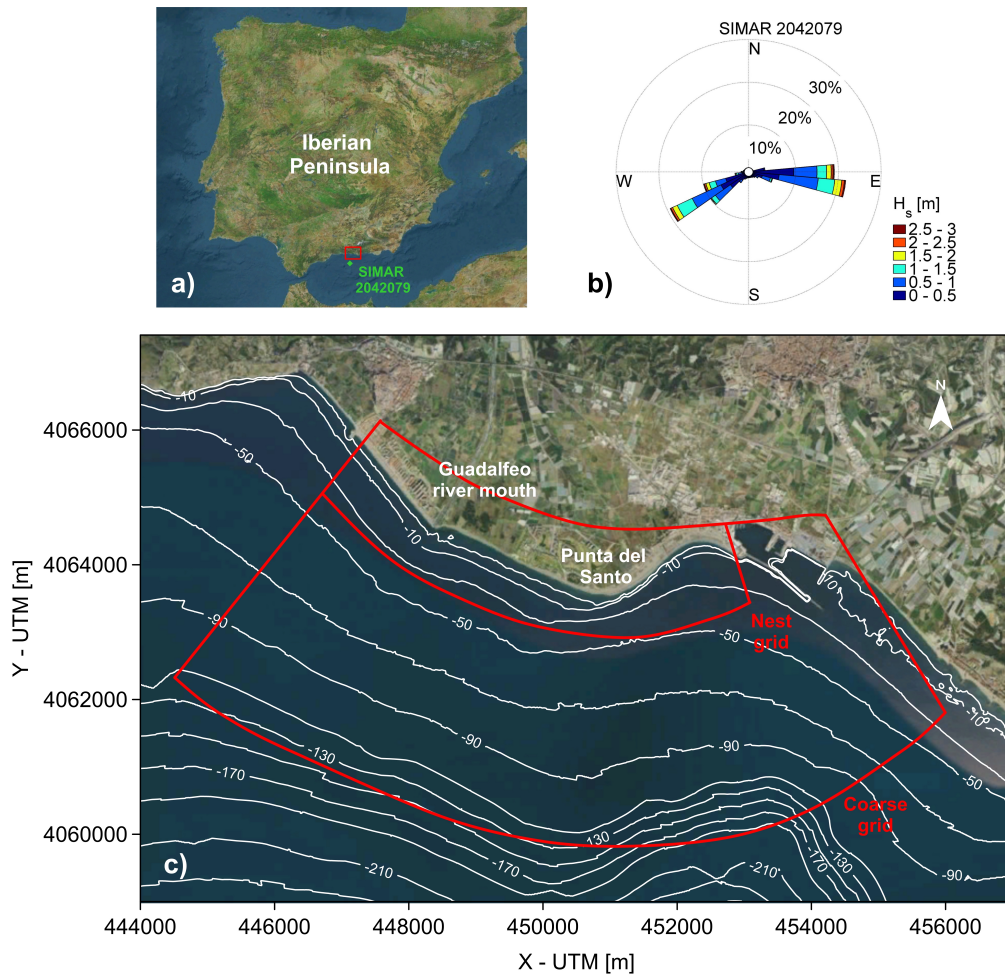 Iberian
Peninsula
SIMAR
2042079
a)
SIMAR 2042079
N
30%
20%
10%
W
E
S
H_s [m]
2.5 - 3
2 - 2.5
1.5 - 2
1 - 1.5
0.5 - 1
0 - 0.5
b)
Y - UTM [m]
4066000
4064000
4062000
4060000
-10
-50
-90
-130
-170
-210
-10
-50
-90
-130
-10
-50
-90
-170
-210
10
-10
-50
-130
-170
-90
N
Guadalfeo
river mouth
Punta del
Santo
Nest
grid
Coarse
grid
c)
444000
446000
448000
450000
452000
454000
456000
X - UTM [m]